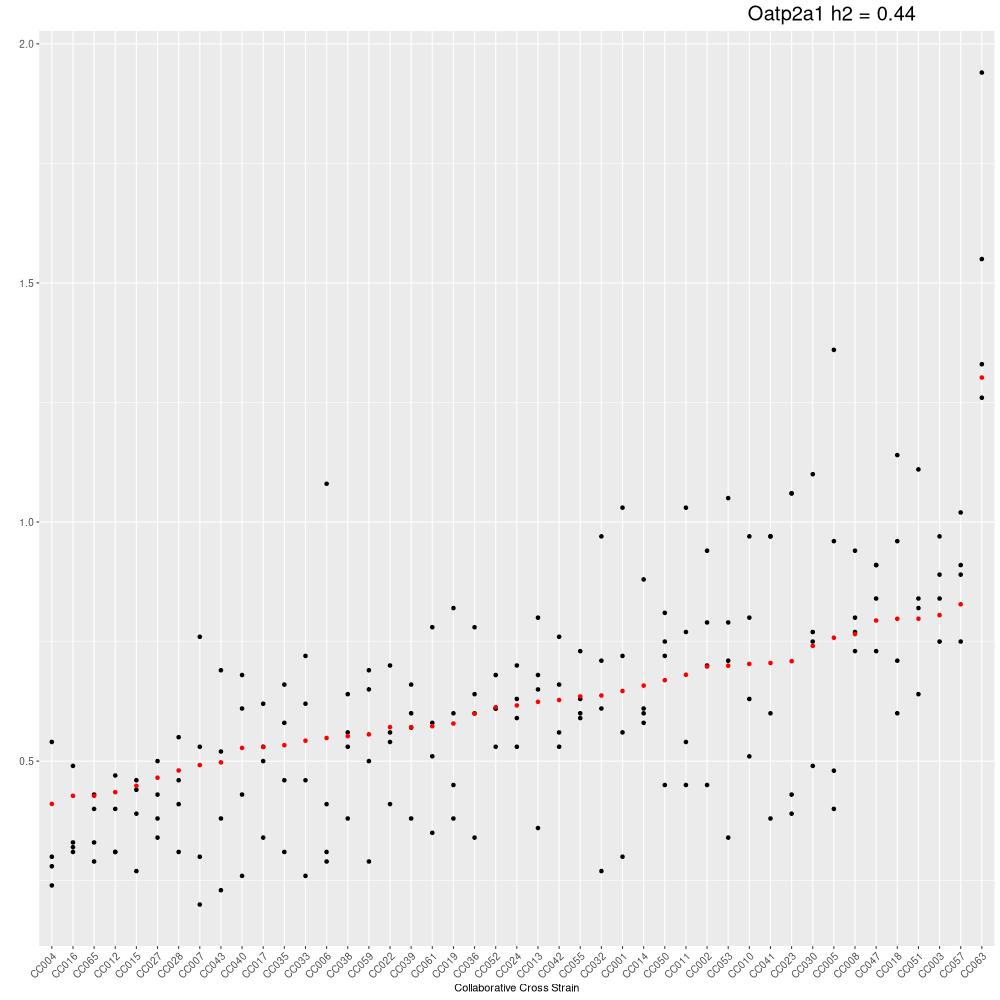 Oatp2a1 h2 = 0.44
2.0
1.5
1.0
0.5
CC004 CC016 CC065 CC012 CC015 CC027 CC028 CC007 CC043 CC040 CC017 CC035 CC033 CC006 CC038 CC059 CC022 CC039 CC061 CC019 CC036 CC052 CC024 CC013 CC042 CC055 CC032 CC001 CC014 CC050 CC011 CC002 CC053 CC010 CC041 CC023 CC030 CC005 CC008 CC047 CC018 CC051 CC003 CC057 CC063
Collaborative Cross Strain